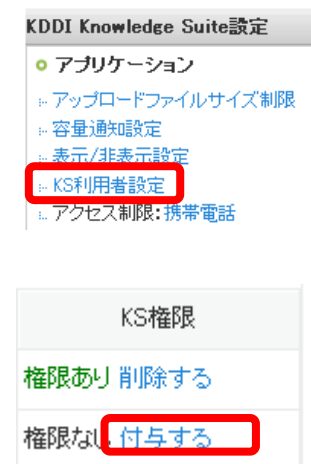 KDDI Knowledge Suite設定
アプリケーション
アップロードファイルサイズ制限
容量通知設定
表示/非表示設定
KS利用者設定
アクセス制限:携帯電話
KS権限
権限あり 削除する
権限なし 付与する